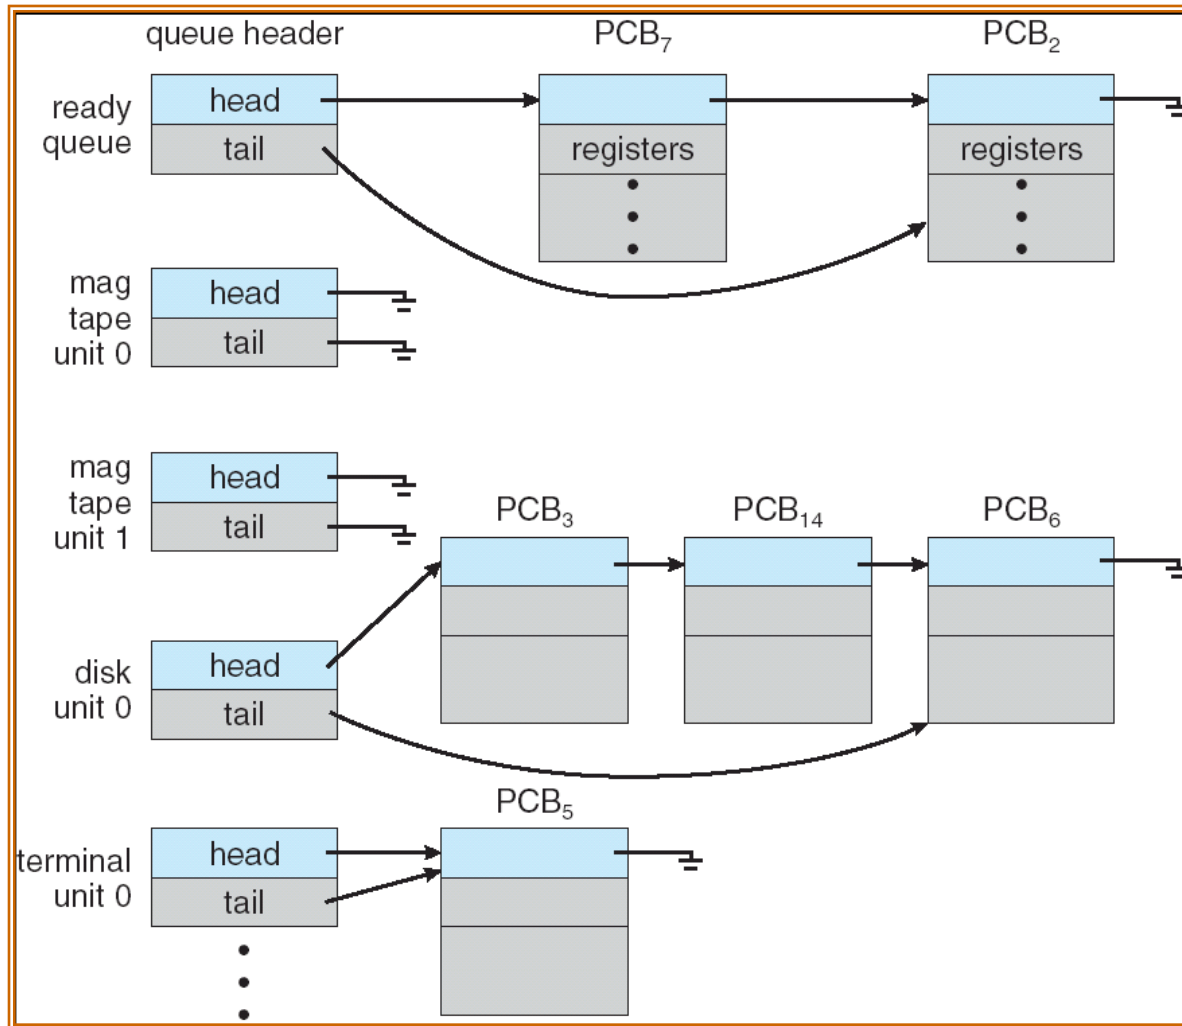 queue header
PCB₇
PCB₂
ready
queue
head
tail
registers
registers
mag
tape
unit 0
head
tail
mag
tape
unit 1
head
tail
PCB₃
PCB₁₄
PCB₆
disk
unit 0
head
tail
PCB₅
terminal
unit 0
head
tail